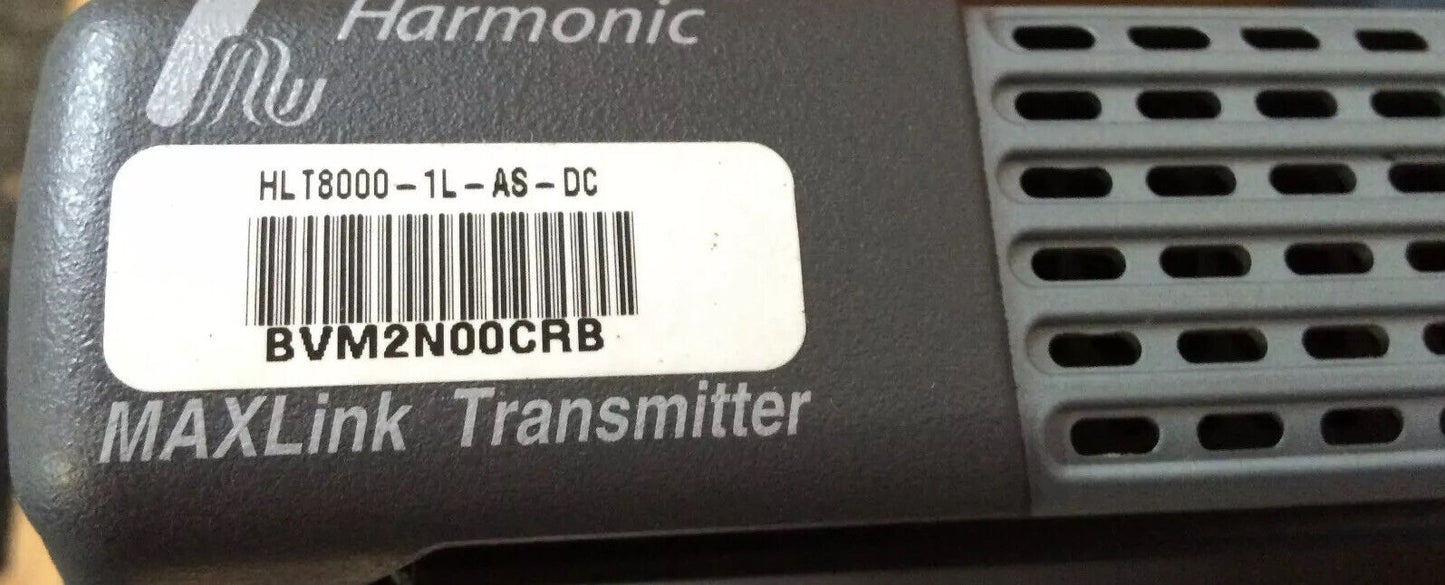 Harmonic
HLT8000-1L-AS-DC
BVM2N00CRB
MAXLink Transmitter